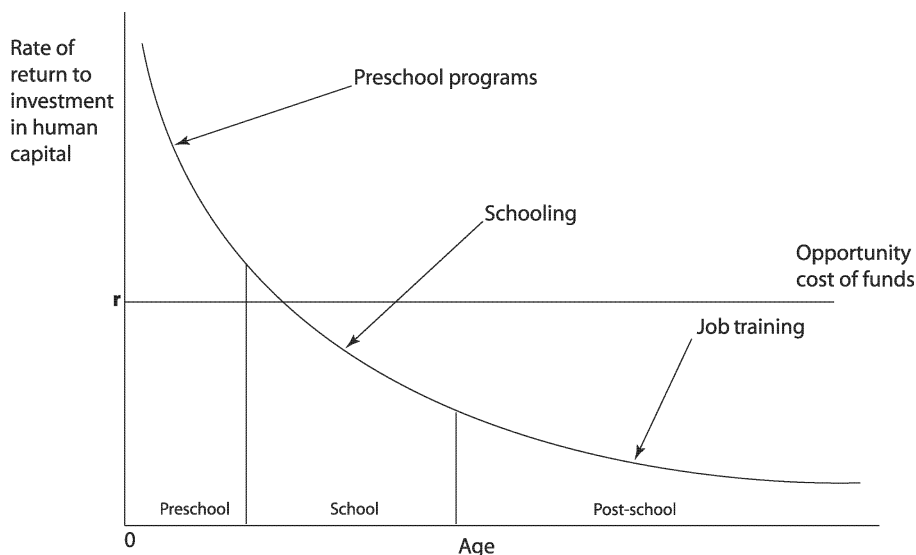 Rate of
return to
investment
in human
capital
Preschool programs
Schooling
Opportunity
cost of funds
r
Job training
Preschool
School
Post-school
0
Age